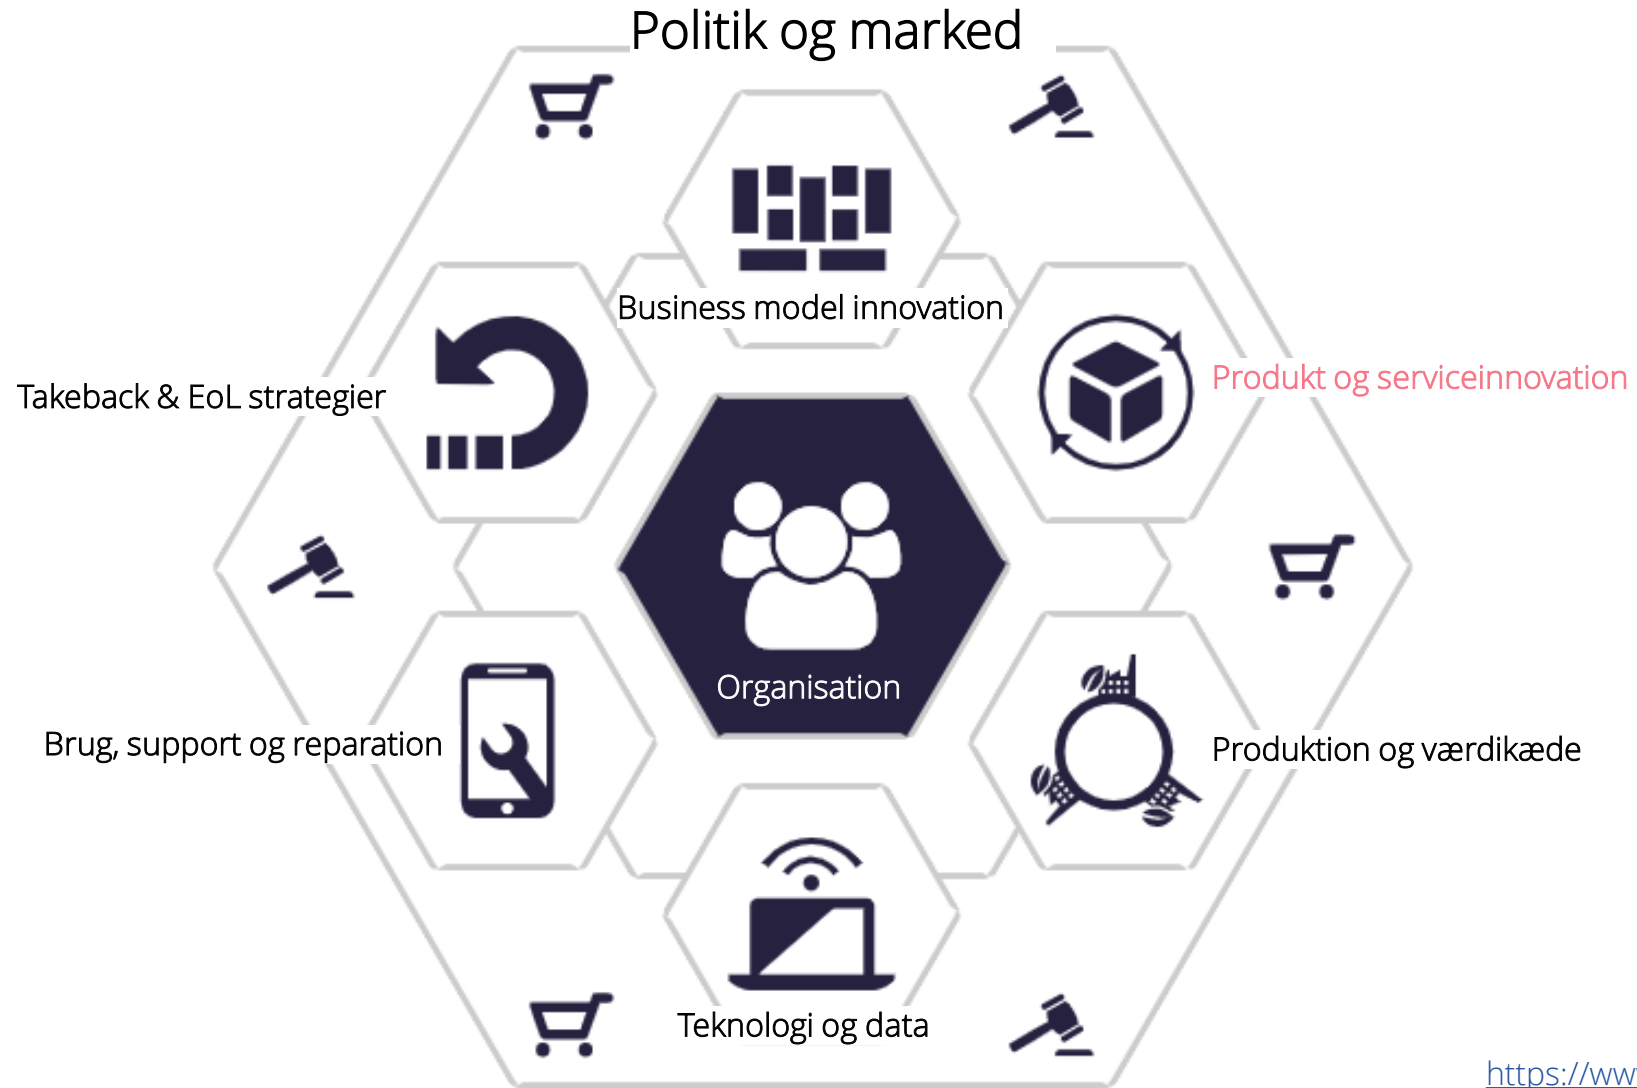 Politik og marked
Business model innovation
Produkt og serviceinnovation
Takeback & EoL strategier
Organisation
Brug, support og reparation
Produktion og værdikæde
Teknologi og data
https://ww